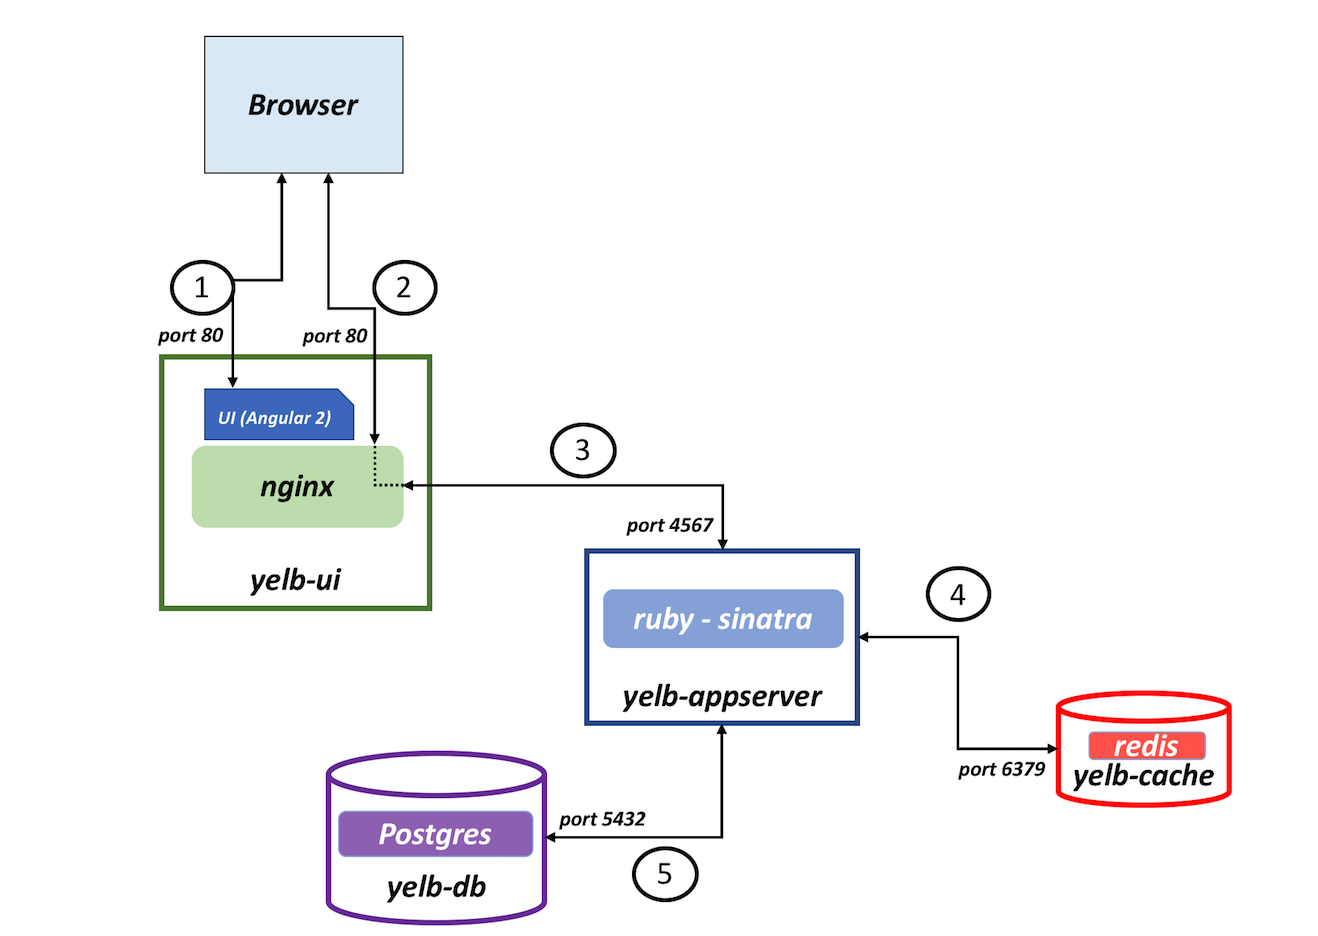 Browser
1
2
port 80
port 80
UI (Angular 2)
nginx
yelb-ui
3
port 4567
ruby - sinatra
yelb-appserver
4
port 6379
redis
yelb-cache
port 5432
5
Postgres
yelb-db